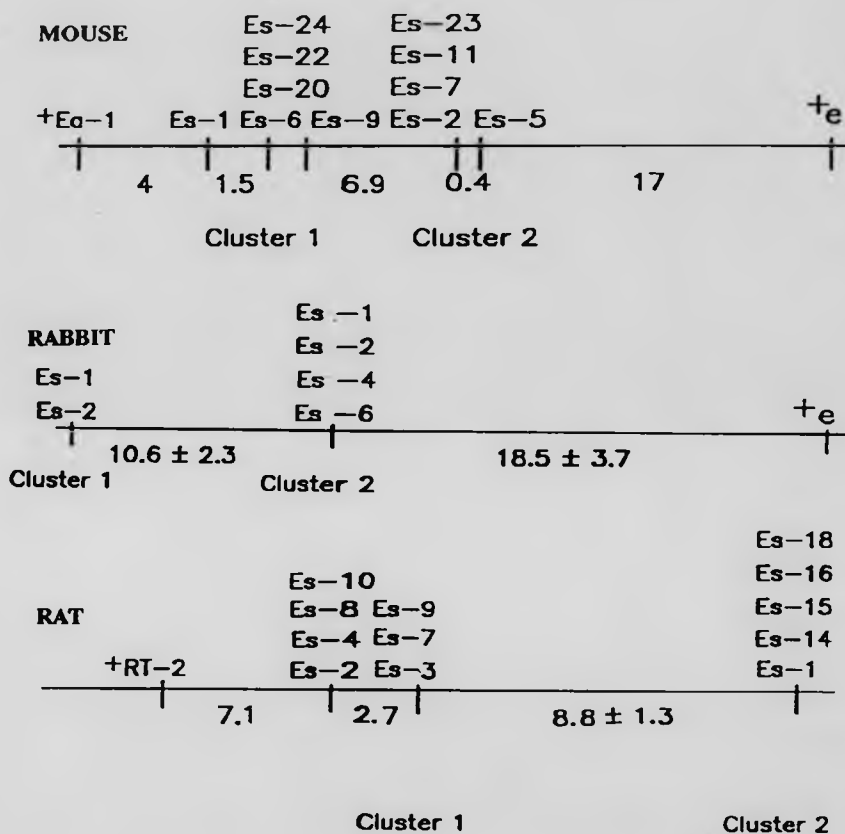 MOUSE
Es−24 Es−23
Es−22 Es−11
Es−20 Es−7
+Ea−1 Es−1 Es−6 Es−9 Es−2 Es−5 +e
4 1.5 6.9 0.4 17
Cluster 1 Cluster 2
RABBIT
Es −1
Es −2
Es−1 Es −4
Es−2 Es −6 +e
10.6 ± 2.3 18.5 ± 3.7
Cluster 1 Cluster 2
RAT
Es−18
Es−10 Es−16
Es−8 Es−9 Es−15
Es−4 Es−7 Es−14
+RT−2 Es−2 Es−3 Es−1
7.1 2.7 8.8 ± 1.3
Cluster 1 Cluster 2